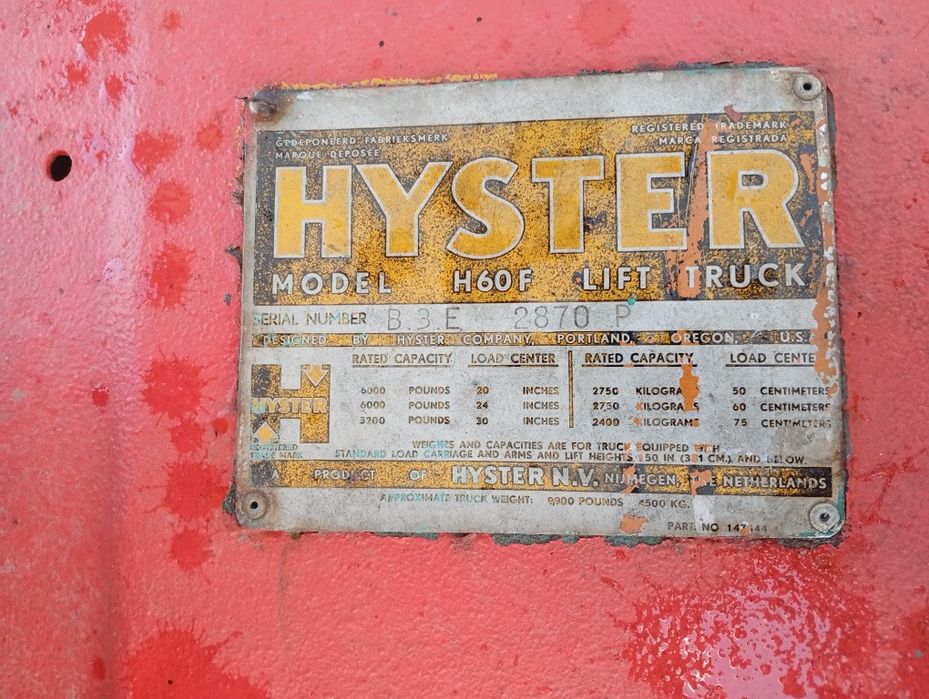 GEDEPONEERD FABRIEKSMERK
MARQUE DEPOSÉE
REGISTERED TRADEMARK
MARCA REGISTRADA
HYSTER
MODEL H60F LIFT TRUCK
SERIAL NUMBER B.3.E 2870 P
DESIGNED BY HYSTER COMPANY, PORTLAND, OREGON, U.S.
RATED CAPACITY LOAD CENTER RATED CAPACITY LOAD CENTE
6000 POUNDS 20 INCHES 2750 KILOGRAMS 50 CENTIMETERS
6000 POUNDS 24 INCHES 2750 KILOGRAMS 60 CENTIMETERS
5200 POUNDS 30 INCHES 2400 KILOGRAMS 75 CENTIMETERS
HYSTER
REGISTERED
TRADE MARK
WEIGHTS AND CAPACITIES ARE FOR TRUCK EQUIPPED WITH
STANDARD LOAD CARRIAGE AND ARMS AND LIFT HEIGHTS 150 IN. (381 CM.) AND BELOW
A PRODUCT OF HYSTER N.V. NIJMEGEN, THE NETHERLANDS
APPROXIMATE TRUCK WEIGHT: 9900 POUNDS 4500 KG.
PART. NO